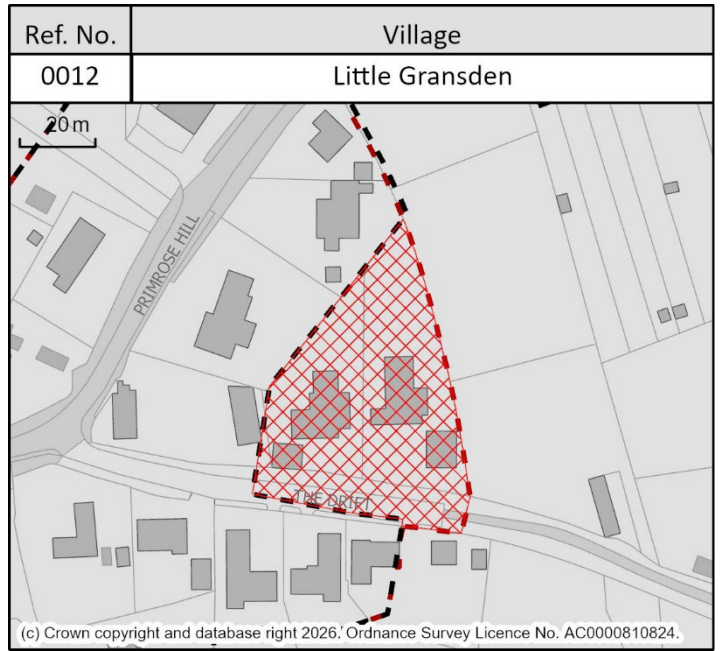 Ref. No. Village
0012 Little Gransden
20 m
PRIMROSE HILL
THE DRIFT
(c) Crown copyright and database right 2026. Ordnance Survey Licence No. AC0000810824.